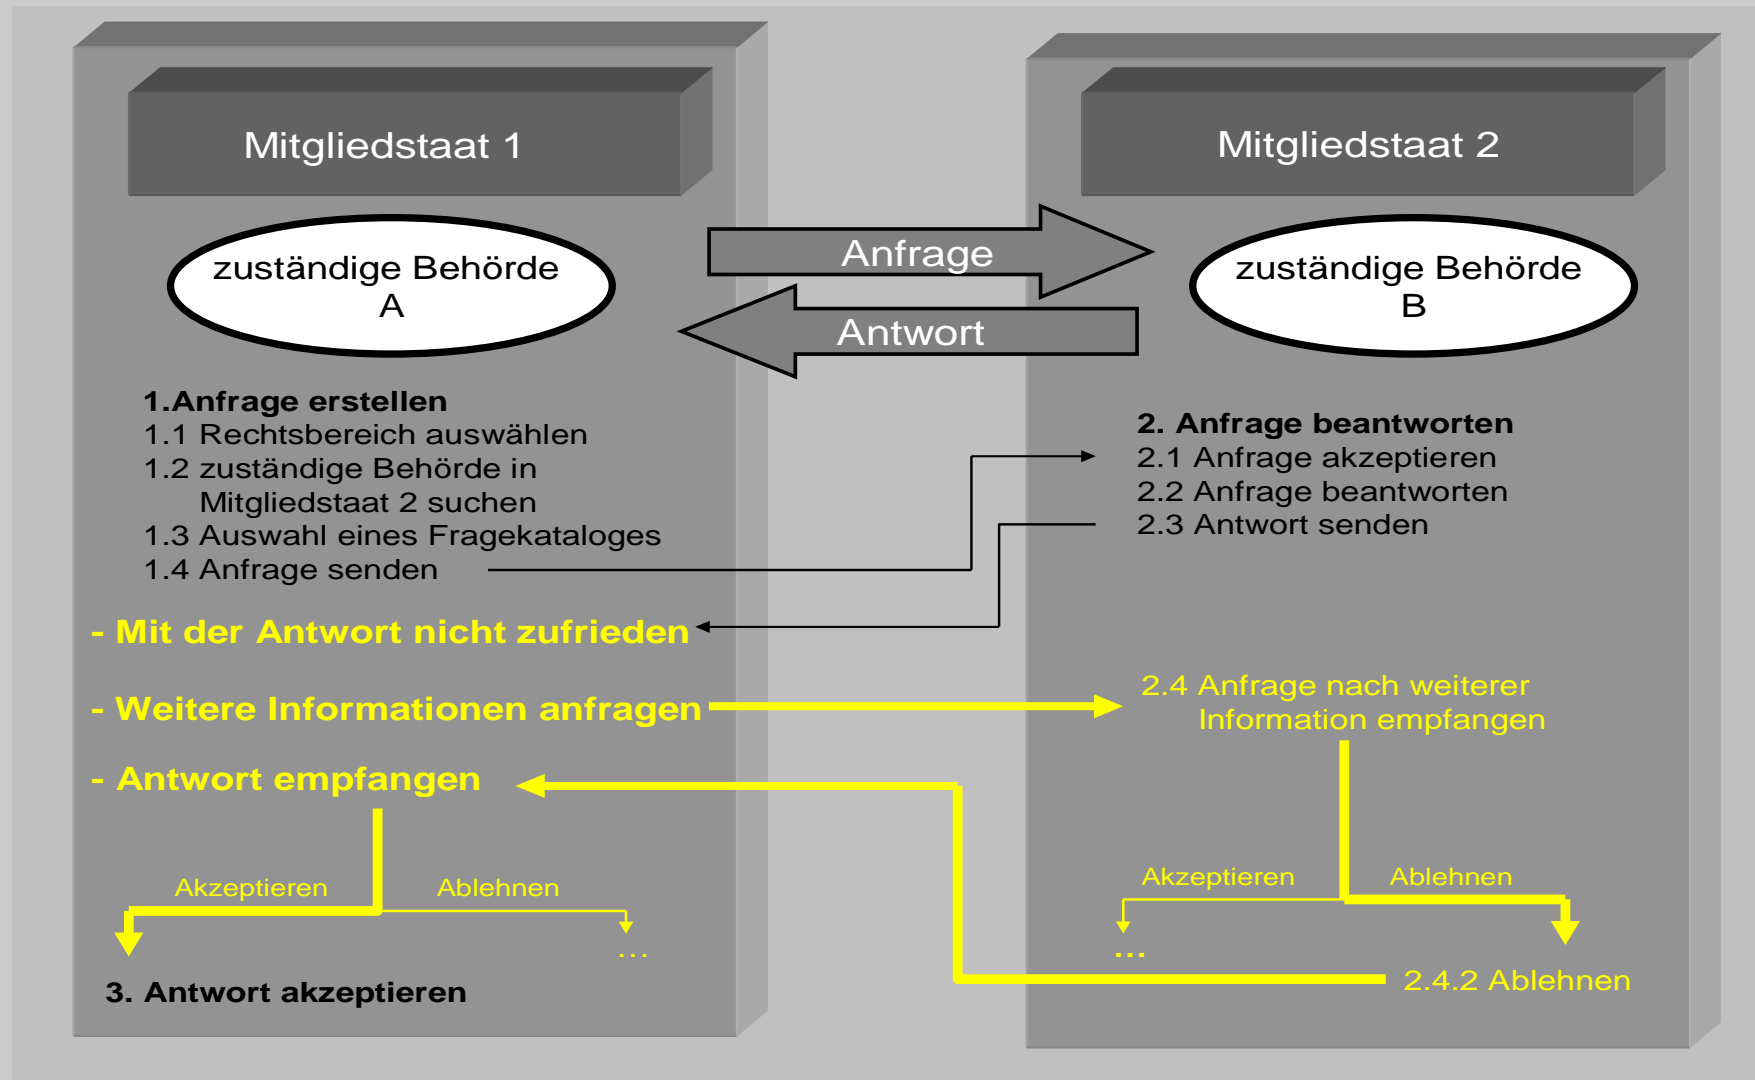 Mitgliedstaat 1
zuständige Behörde
A
1.Anfrage erstellen
1.1 Rechtsbereich auswählen
1.2 zuständige Behörde in
Mitgliedstaat 2 suchen
1.3 Auswahl eines Fragekataloges
1.4 Anfrage senden
- Mit der Antwort nicht zufrieden
- Weitere Informationen anfragen
- Antwort empfangen
Akzeptieren
Ablehnen
...
3. Antwort akzeptieren
Anfrage
Antwort
Mitgliedstaat 2
zuständige Behörde
B
2. Anfrage beantworten
2.1 Anfrage akzeptieren
2.2 Anfrage beantworten
2.3 Antwort senden
2.4 Anfrage nach weiterer
Information empfangen
Akzeptieren
Ablehnen
...
2.4.2 Ablehnen